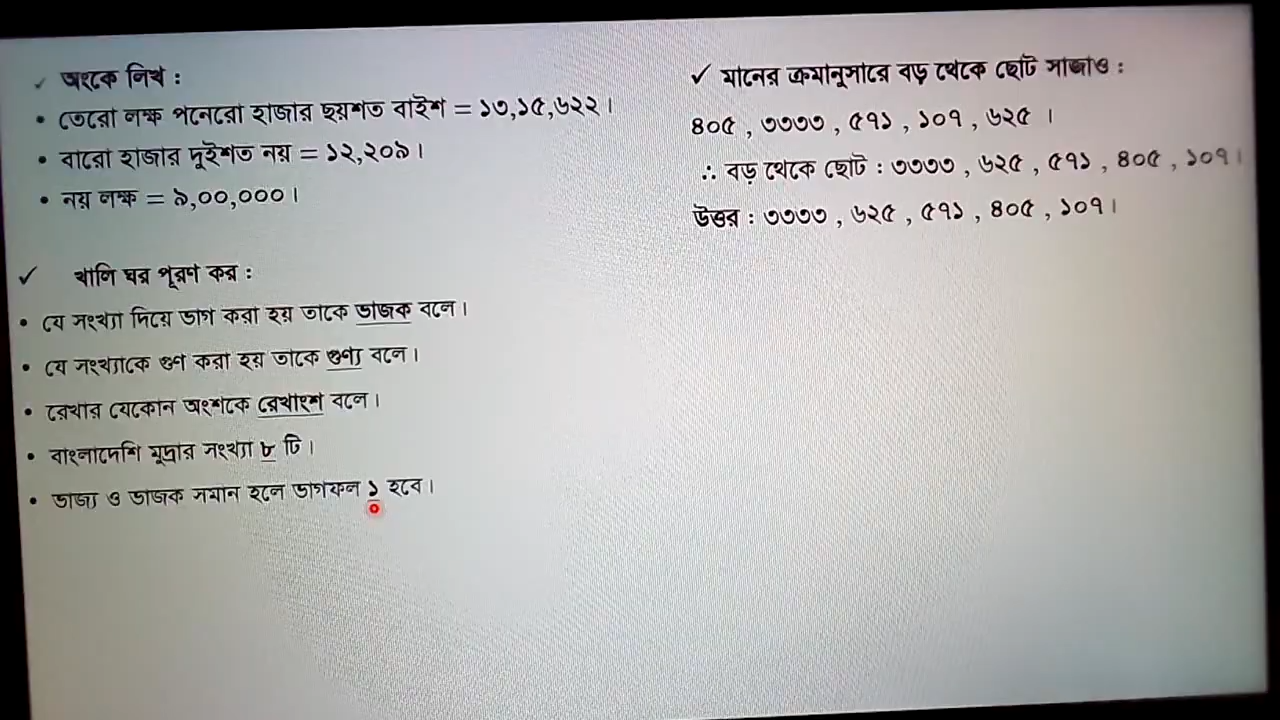 ✓ অংকে লিখ :
• তেরো লক্ষ পনেরো হাজার ছয়শত বাইশ = ১৩,১৫,৬২২।
• বারো হাজার দুইশত নয় = ১২,২০৯।
• নয় লক্ষ = ৯,০০,০০০।
✓ খালি ঘর পূরণ কর :
• যে সংখ্যা দিয়ে ভাগ করা হয় তাকে ভাজক বলে।
• যে সংখ্যাকে গুণ করা হয় তাকে গুণ্য বলে।
• রেখার যেকোন অংশকে রেখাংশ বলে।
• বাংলাদেশি মুদ্রার সংখ্যা ৮ টি।
• ভাজ্য ও ভাজক সমান হলে ভাগফল ১ হবে।
✓ মানের ক্রমানুসারে বড় থেকে ছোট সাজাও :
৪০৫ , ৩৩৩৩ , ৫৭১ , ১০৭ , ৬২৫ ।
∴ বড় থেকে ছোট : ৩৩৩৩ , ৬২৫ , ৫৭১ , ৪০৫ , ১০৭।
উত্তর : ৩৩৩৩ , ৬২৫ , ৫৭১ , ৪০৫ , ১০৭।